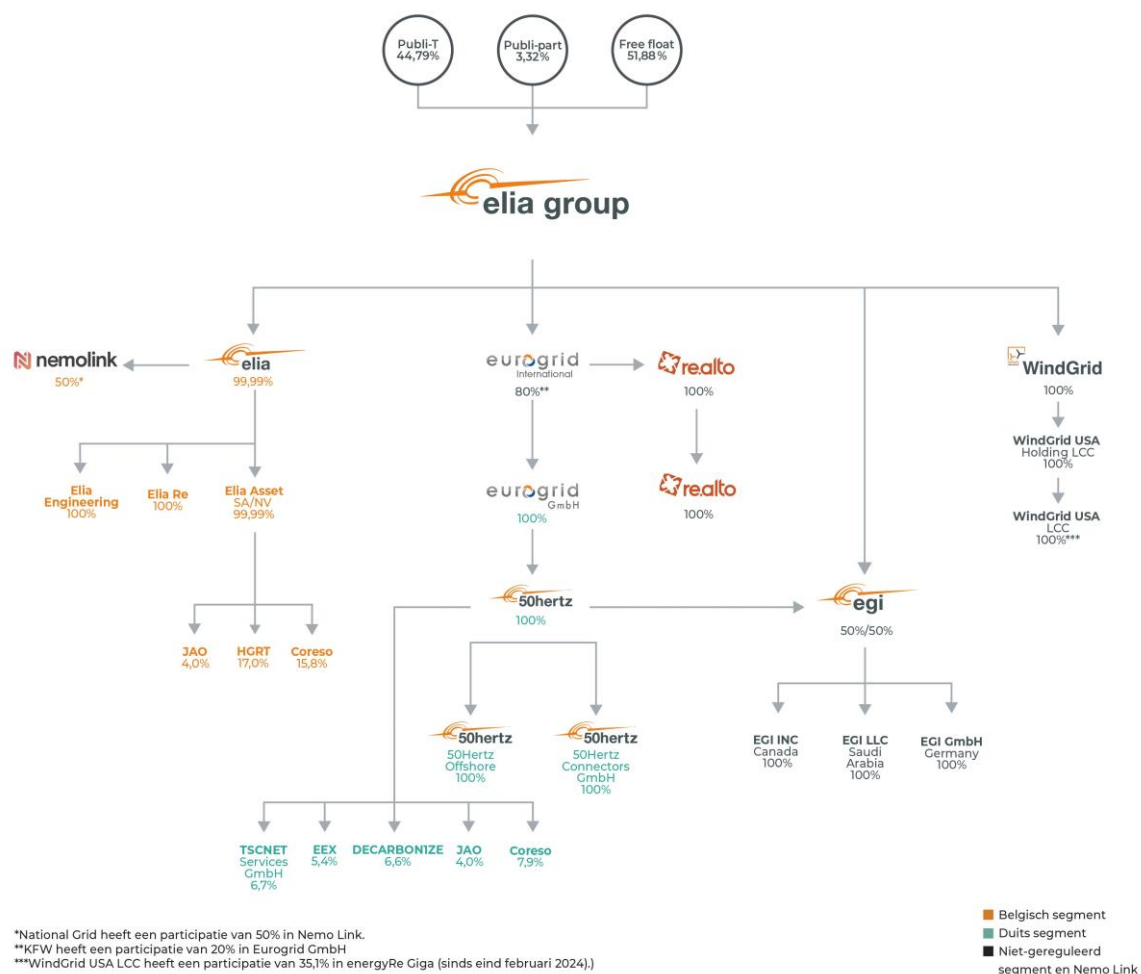 Publi-T
44,79%
Publi-part
3,32%
Free float
51,88%
elia group
nemolink
50%*
elia
99,99%
eurogrid
International
80%**
re.alto
100%
WindGrid
100%
Elia
Engineering
100%
Elia Re
100%
Elia Asset
SA/NV
99,99%
eurogrid
GmbH
100%
re.alto
100%
WindGrid USA
Holding LCC
100%
WindGrid USA
LCC
100%***
50hertz
100%
egi
50%/50%
JAO
4,0%
HGRT
17,0%
Coreso
15,8%
50hertz
50Hertz
Offshore
100%
50hertz
50Hertz
Connectors
GmbH
100%
EGI INC
Canada
100%
EGI LLC
Saudi
Arabia
100%
EGI GmbH
Germany
100%
TSCNET
Services
GmbH
6,7%
EEX
5,4%
DECARBON1ZE
6,6%
JAO
4,0%
Coreso
7,9%
*National Grid heeft een participatie van 50% in Nemo Link.
**KFW heeft een participatie van 20% in Eurogrid GmbH
***WindGrid USA LCC heeft een participatie van 35,1% in energyRe Giga (sinds eind februari 2024).)
Belgisch segment
Duits segment
Niet-gereguleerd
segment en Nemo Link